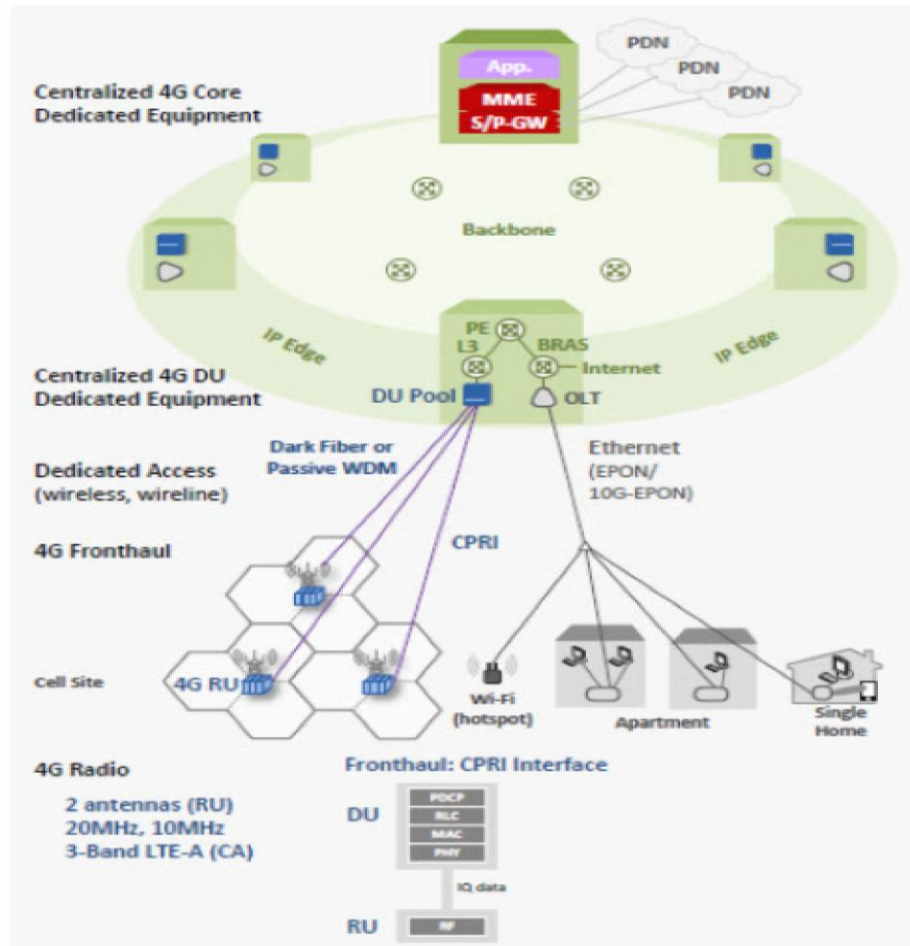 PDN
PDN
PDN
App.
MME
S/P-GW
Centralized 4G Core
Dedicated Equipment
Backbone
IP Edge
IP Edge
PE
L3
BRAS
Internet
Centralized 4G DU
Dedicated Equipment
DU Pool
OLT
Dark Fiber or
Passive WDM
Ethernet
(EPON/
10G-EPON)
Dedicated Access
(wireless, wireline)
4G Fronthaul
CPRI
Cell Site
4G RU
Wi-Fi
(hotspot)
Apartment
Single
Home
4G Radio
2 antennas (RU)
20MHz, 10MHz
3-Band LTE-A (CA)
Fronthaul: CPRI Interface
DU
PDCP
RLC
MAC
PHY
IQ data
RU
RF